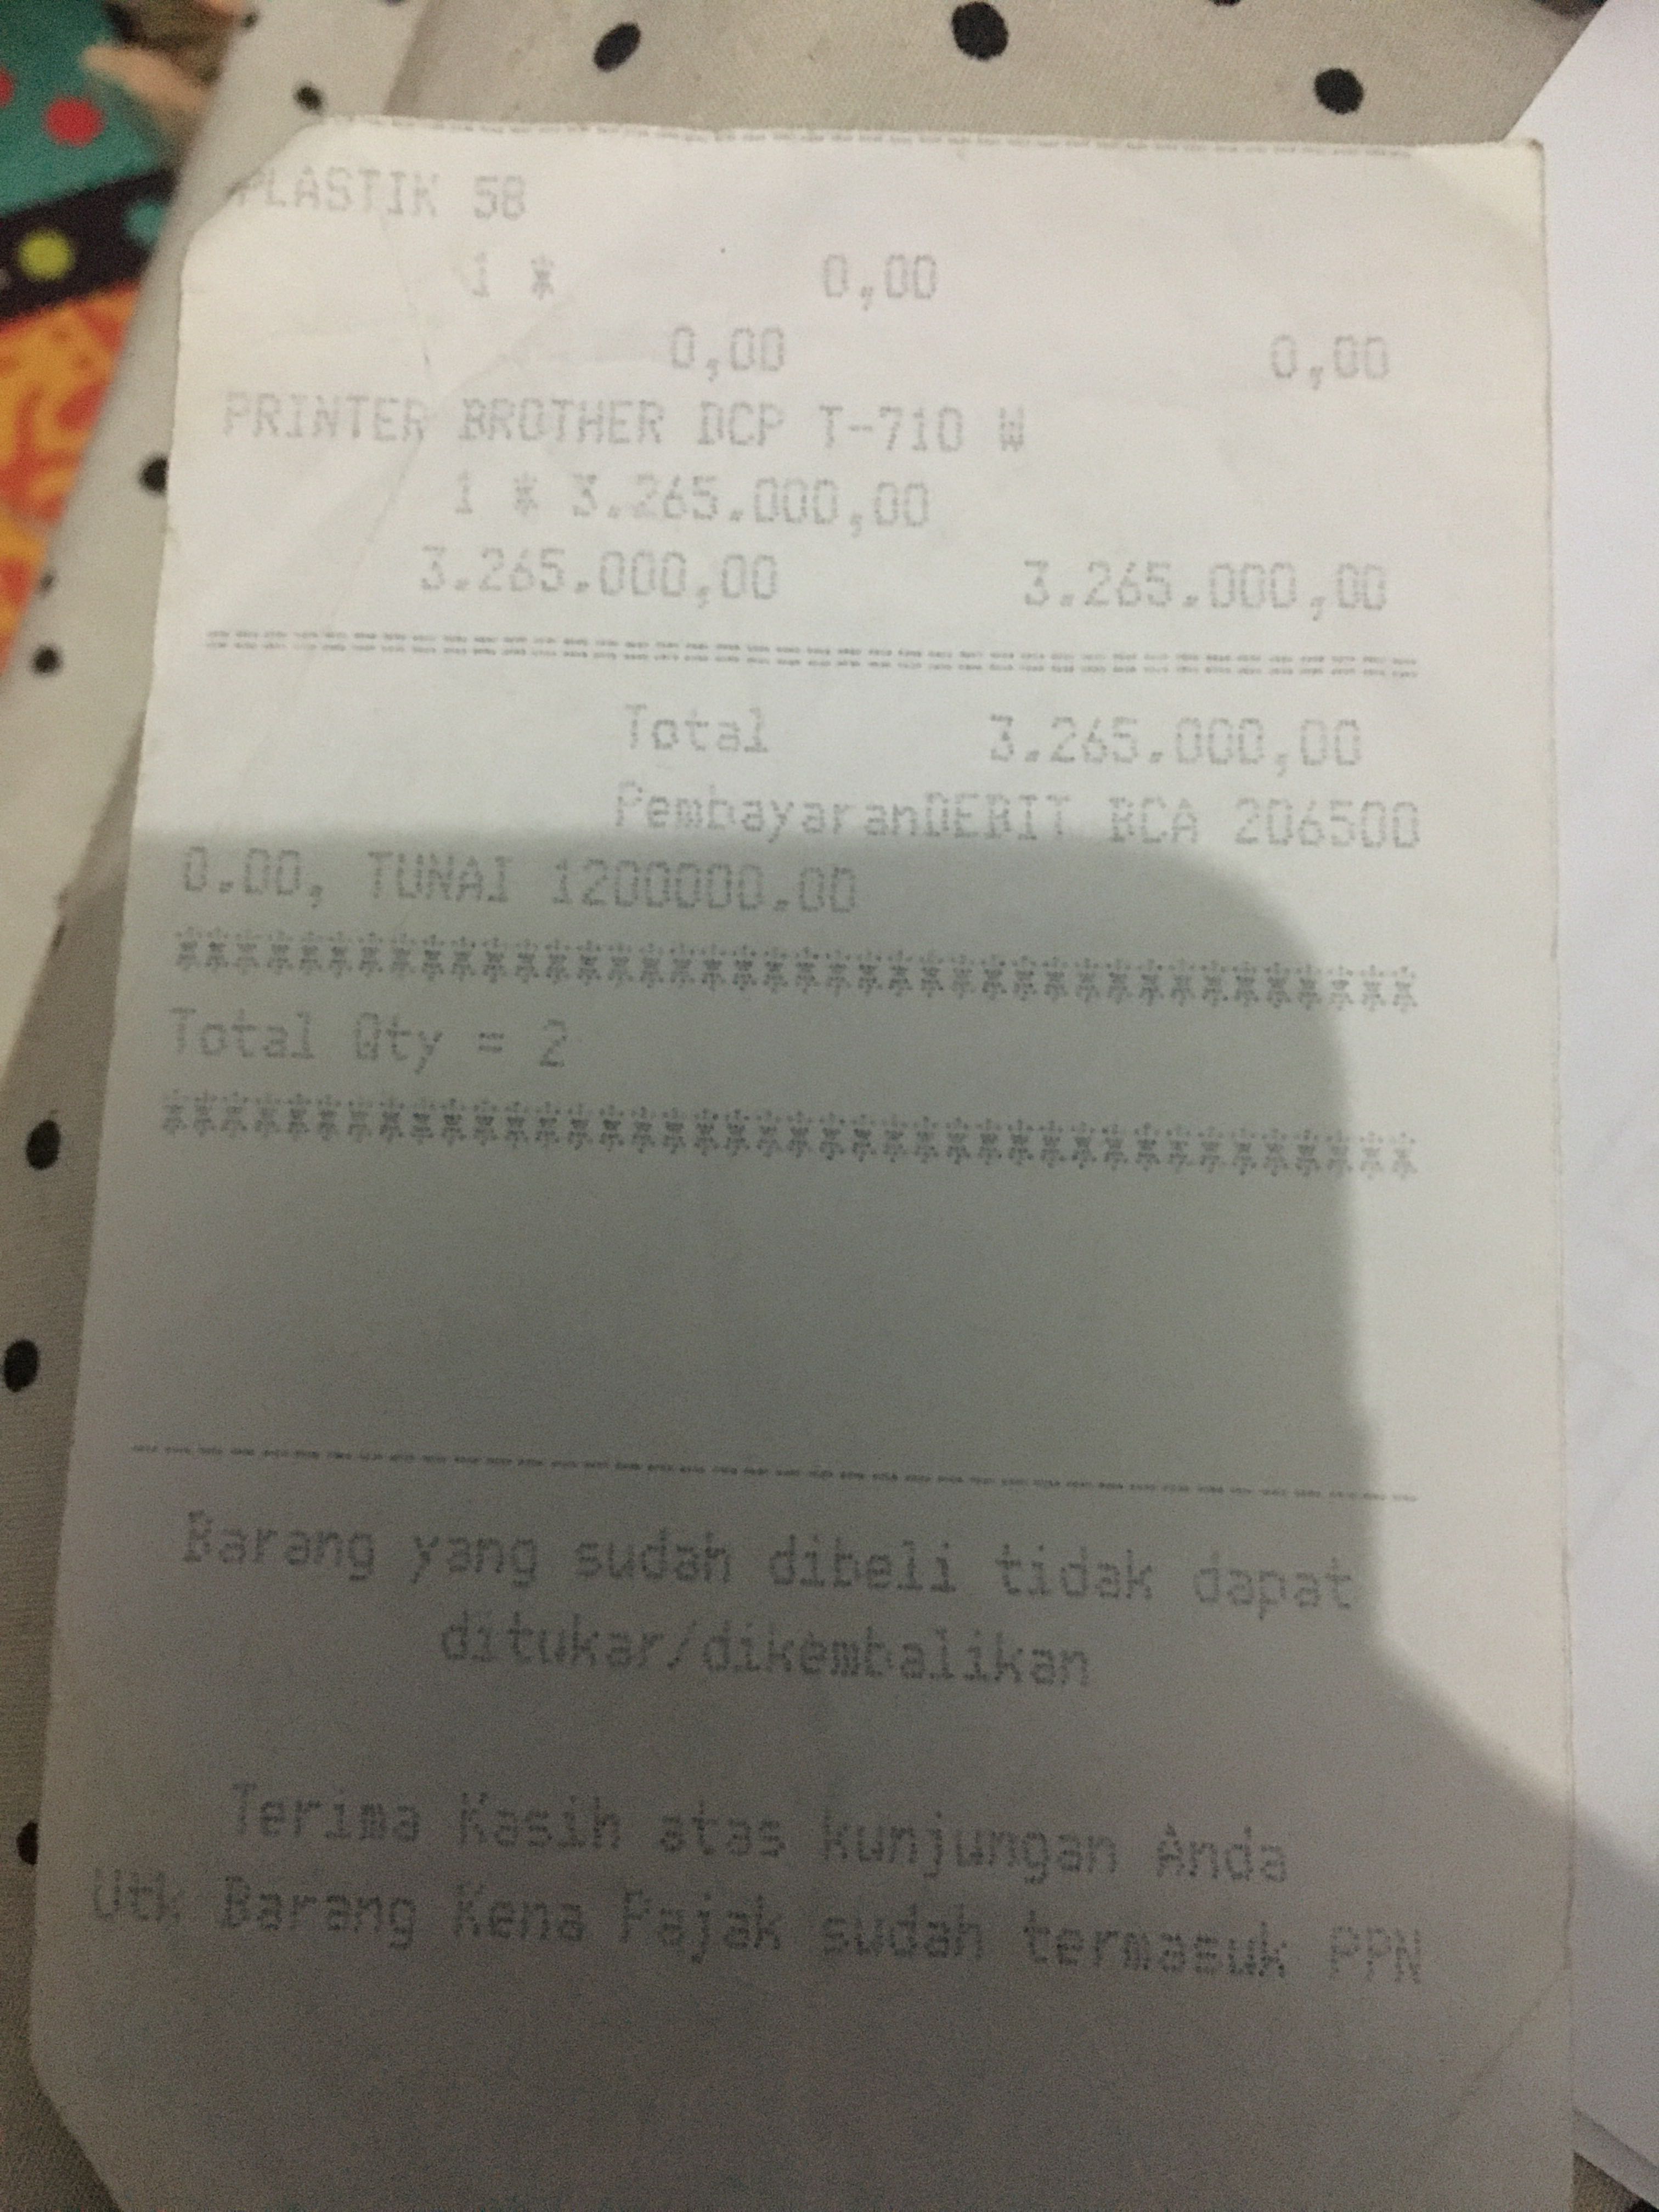 PLASTIK 58
1 * 0,00
0,00 0,00
PRINTER BROTHER DCP T-710 W
1 * 3.265.000,00
3.265.000,00 3.265.000,00
================================================
Total 3.265.000,00
PembayaranDEBIT BCA 206500
0.00, TUNAI 1200000.00
****************************************
Total Qty = 2
****************************************
----------------------------------------
Barang yang sudah dibeli tidak dapat
ditukar/dikembalikan
Terima Kasih atas kunjungan Anda
Utk Barang Kena Pajak sudah termasuk PPN